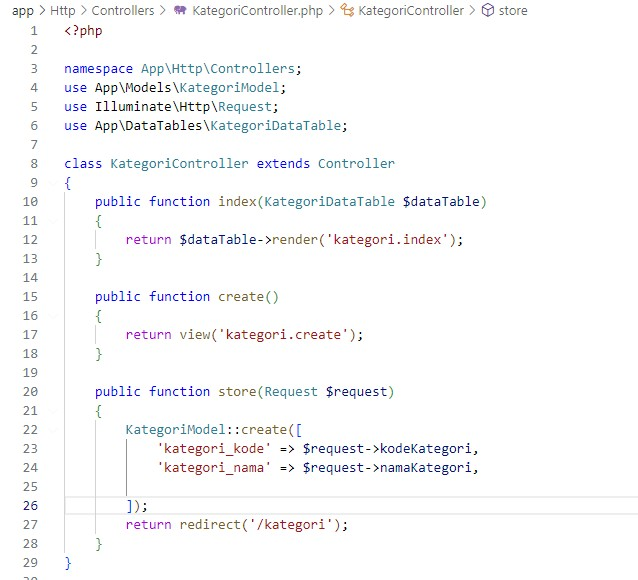 app > Http > Controllers > KategoriController.php > KategoriController > store
1 <?php
2
3 namespace App\Http\Controllers;
4 use App\Models\KategoriModel;
5 use Illuminate\Http\Request;
6 use App\DataTables\KategoriDataTable;
7
8 class KategoriController extends Controller
9 {
10     public function index(KategoriDataTable $dataTable)
11     {
12         return $dataTable->render('kategori.index');
13     }
14
15     public function create()
16     {
17         return view('kategori.create');
18     }
19
20     public function store(Request $request)
21     {
22         KategoriModel::create([
23             'kategori_kode' => $request->kodeKategori,
24             'kategori_nama' => $request->namaKategori,
25
26         ]);
27         return redirect('/kategori');
28     }
29 }
30